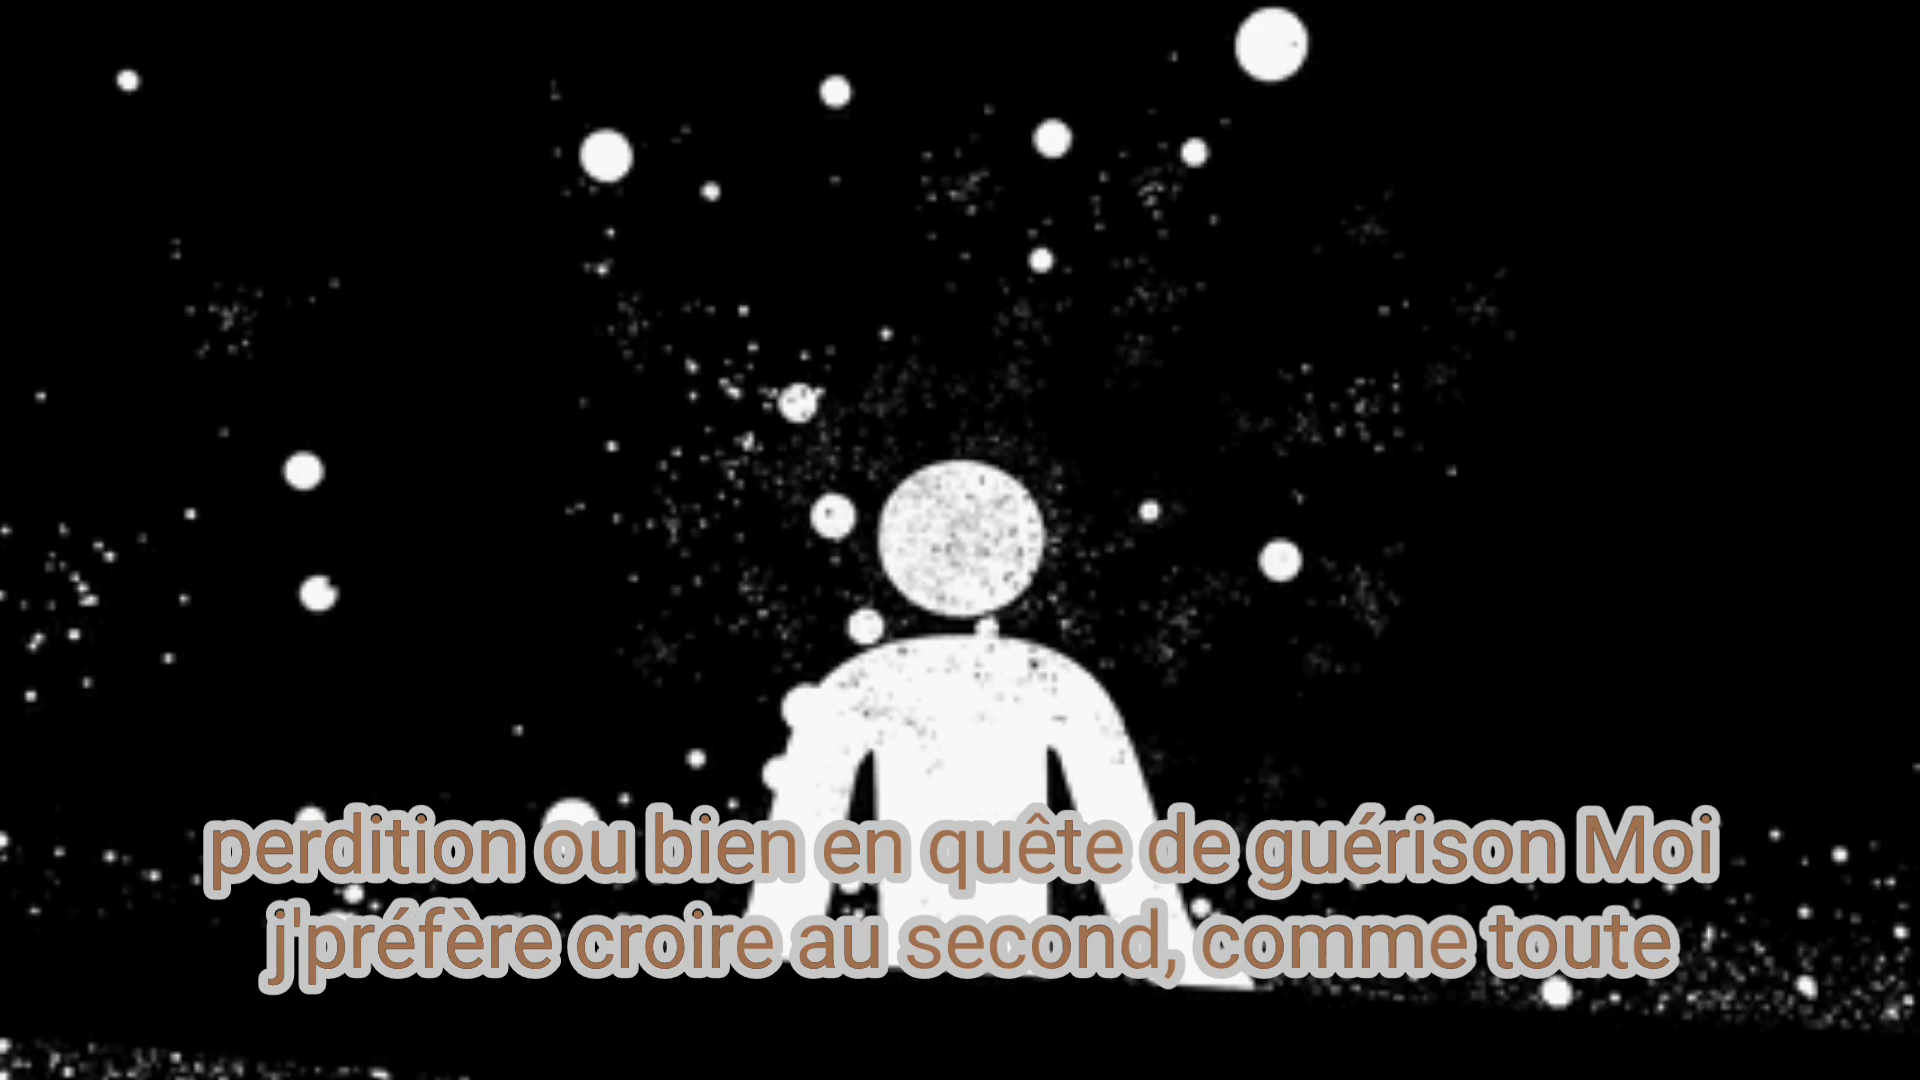 perdition ou bien en quête de guérison Moi
j'préfère croire au second, comme toute